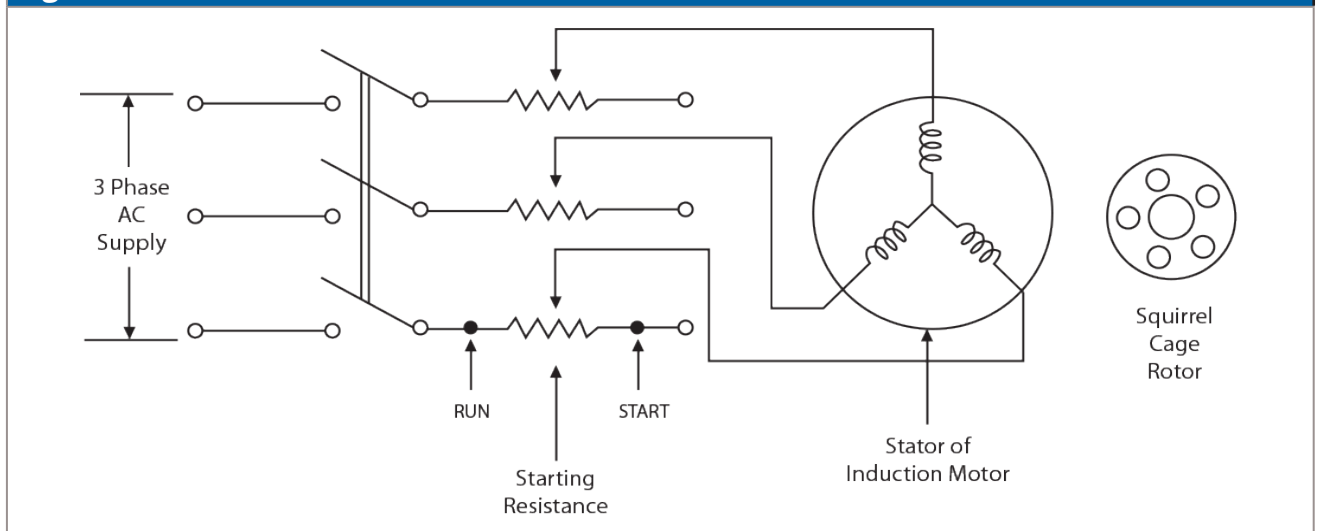 3 Phase
AC
Supply
RUN
START
Starting
Resistance
Stator of
Induction Motor
Squirrel
Cage
Rotor